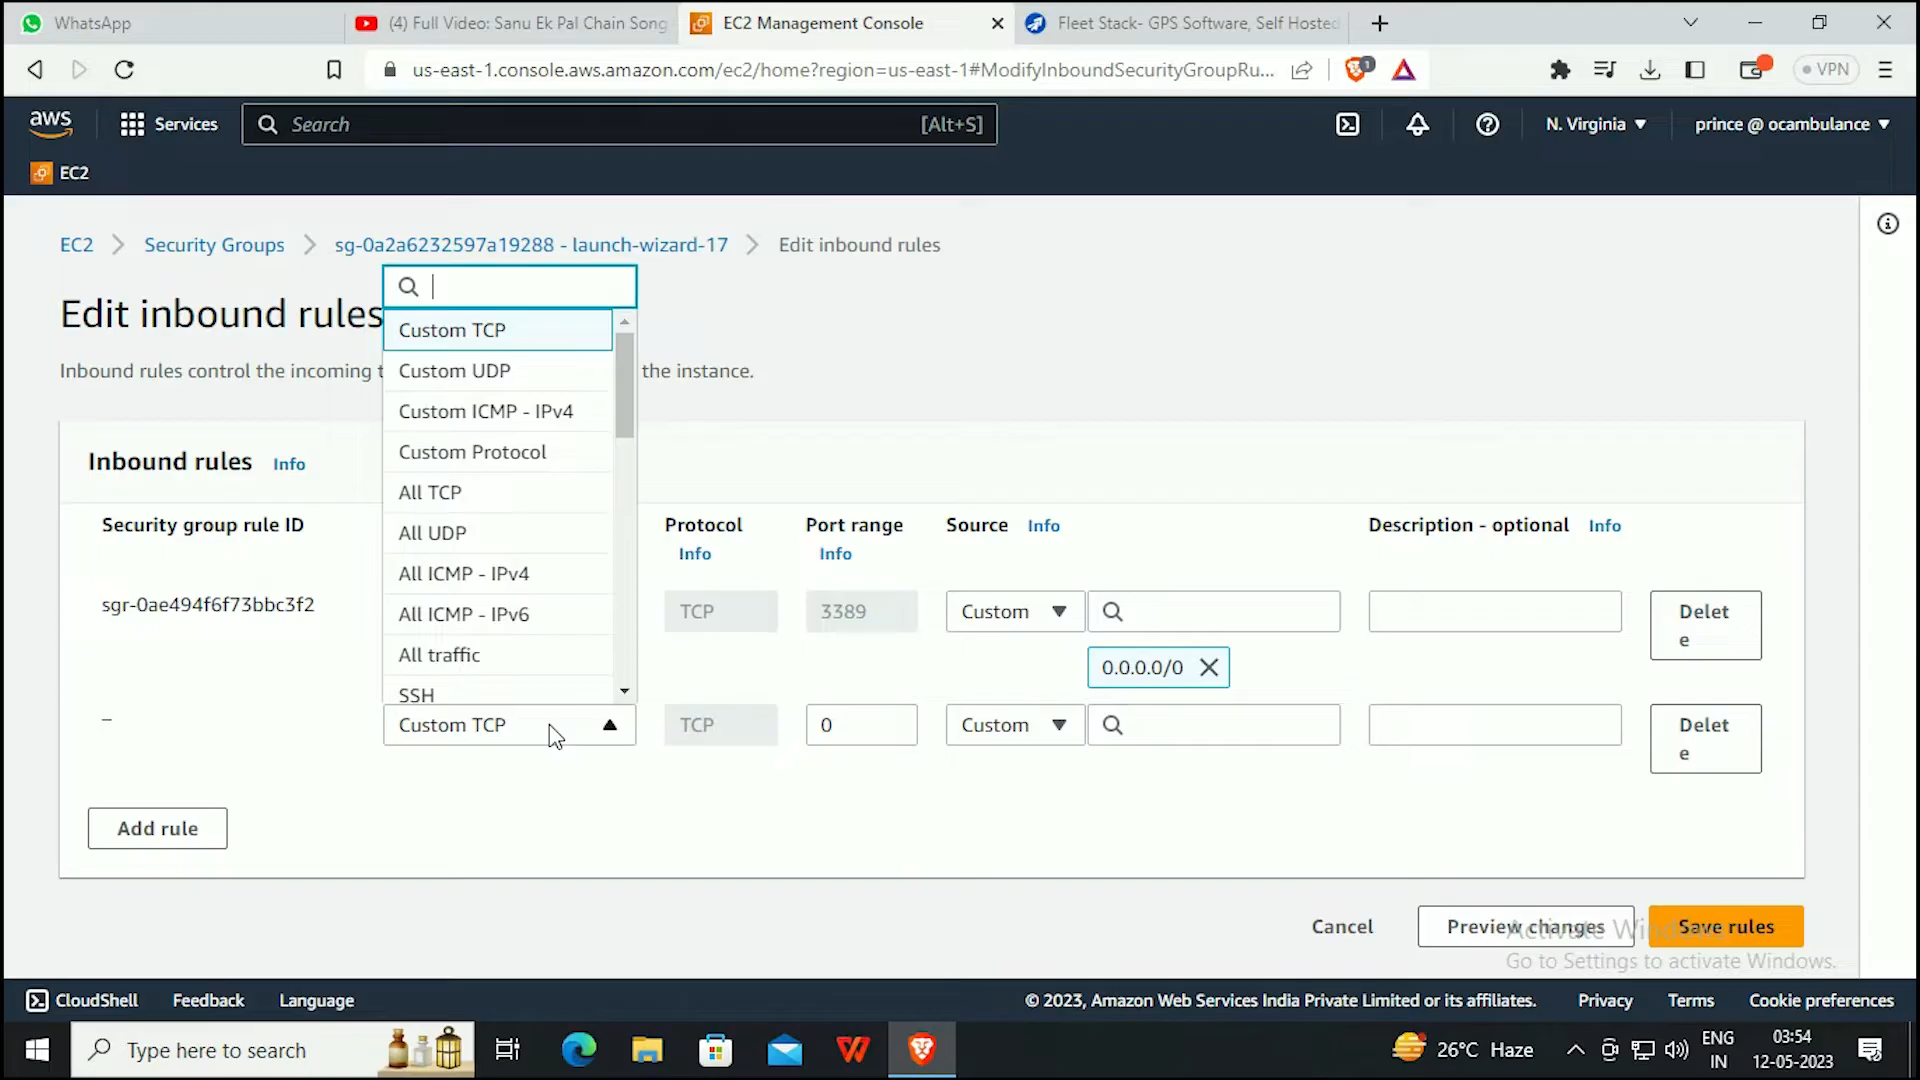 WhatsApp
(4) Full Video: Sanu Ek Pal Chain Song
EC2 Management Console
Fleet Stack- GPS Software, Self Hosted
us-east-1.console.aws.amazon.com/ec2/home?region=us-east-1#ModifyInboundSecurityGroupRu...
1
VPN
aws
Services
Search
[Alt+S]
N. Virginia
prince @ ocambulance
EC2
EC2
Security Groups
sg-0a2a6232597a19288 - launch-wizard-17
Edit inbound rules
Edit inbound rules
Inbound rules control the incoming t
the instance.
Custom TCP
Custom UDP
Custom ICMP - IPv4
Custom Protocol
All TCP
All UDP
All ICMP - IPv4
All ICMP - IPv6
All traffic
SSH
Inbound rules Info
Security group rule ID
Protocol Info
Port range Info
Source Info
Description - optional Info
sgr-0ae494f6f73bbc3f2
TCP
3389
Custom
Delet
e
0.0.0.0/0
–
Custom TCP
TCP
0
Custom
Delet
e
Add rule
Cancel
Preview changes
Save rules
Activate Windows
Go to Settings to activate Windows.
CloudShell
Feedback
Language
© 2023, Amazon Web Services India Private Limited or its affiliates.
Privacy
Terms
Cookie preferences
Type here to search
26°C Haze
ENG
IN
03:54
12-05-2023